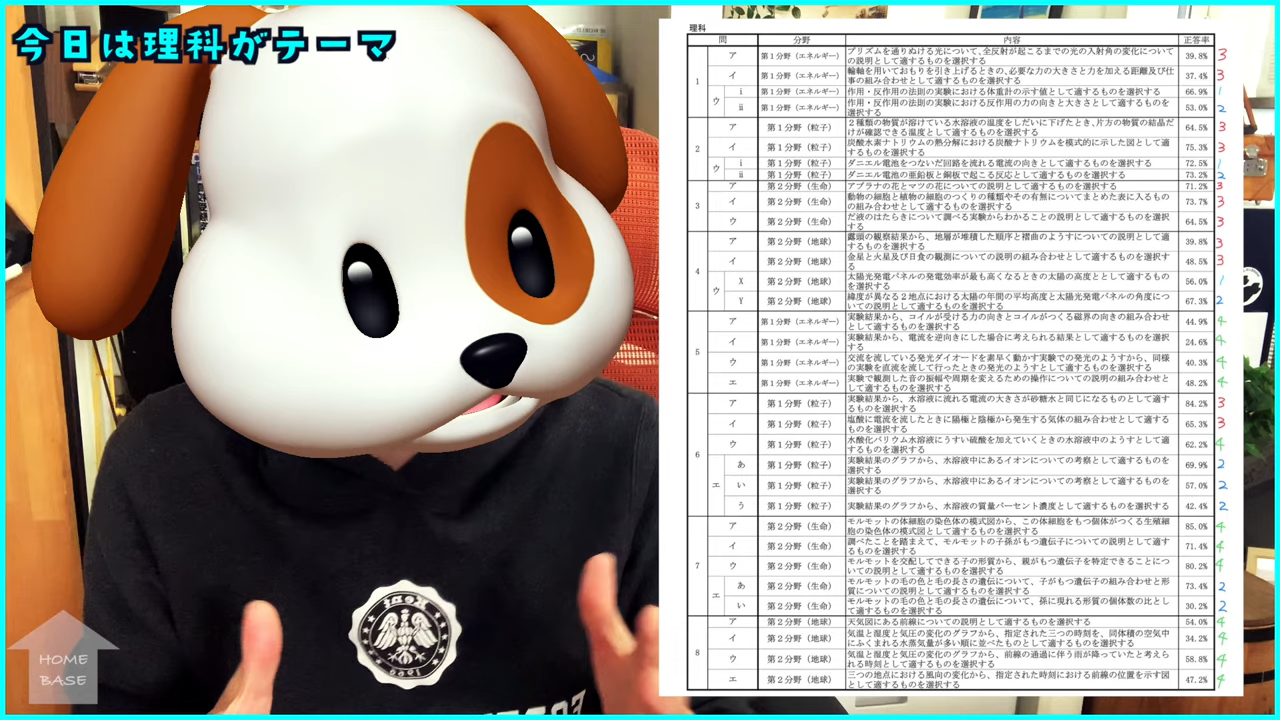 今日は理科がテーマ
理科
問 分野 内容 正答率
1 ア 第1分野（エネルギー） プリズムを通りぬける光について、全反射が起こるまでの光の入射角の変化について
の説明として適するものを選択する 39.8% 3
イ 第1分野（エネルギー） 輪軸を用いておもりを引き上げるときの、必要な力の大きさと力を加える距離及び仕
事の組み合わせとして適するものを選択する 37.4% 3
ウ i 第1分野（エネルギー） 作用・反作用の法則の実験における体重計の示す値として適するものを選択する 66.9% 1
ii 第1分野（エネルギー） 作用・反作用の法則の実験における反作用の力の向きと大きさとして適するものを
選択する 53.0% 2
2 ア 第1分野（粒子） 2種類の物質が溶けている水溶液の温度をしだいに下げたとき、片方の物質の結晶だ
けが確認できる温度として適するものを選択する 64.5% 3
イ 第1分野（粒子） 炭酸水素ナトリウムの熱分解における炭酸ナトリウムを模式的に示した図として適
するものを選択する 75.3% 3
ウ i 第1分野（粒子） ダニエル電池をつないだ回路を流れる電流の向きとして適するものを選択する 72.5% 1
ii 第1分野（粒子） ダニエル電池の亜鉛板と銅板で起こる反応として適するものを選択する 73.2% 2
3 ア 第2分野（生命） アブラナの花とマツの花についての説明として適するものを選択する 71.2% 3
イ 第2分野（生命） 動物の細胞と植物の細胞のつくりの種類やその有無についてまとめた表に入るもの
の組み合わせとして適するものを選択する 73.7% 3
ウ 第2分野（生命） だ液のはたらきについて調べる実験からわかることの説明として適するものを選択
する 64.5% 3
4 ア 第2分野（地球） 露頭の観察結果から、地層が堆積した順序と褶曲のようすについての説明として適
するものを選択する 39.8% 3
イ 第2分野（地球） 金星と火星及び日食の観測についての説明の組み合わせとして適するものを選択す
る 48.5% 3
ウ X 第2分野（地球） 太陽光発電パネルの発電効率が最も高くなるときの太陽の高度として適するもの
を選択する 56.0% 1
Y 第2分野（地球） 緯度が異なる2地点における太陽の年間の平均高度と太陽光発電パネルの角度につ
いての説明として適するものを選択する 67.3% 2
5 ア 第1分野（エネルギー） 実験結果から、コイルが受ける力の向きとコイルがつくる磁界の向きの組み合わせ
として適するものを選択する 44.9% 4
イ 第1分野（エネルギー） 実験結果から、電流を逆向きにした場合に考えられる結果として適するものを選択
する 24.6% 4
ウ 第1分野（エネルギー） 交流を流している発光ダイオードを素早く動かす実験での発光のようすから、同様
の実験を直流を流して行ったときの発光のようすとして適するものを選択する 40.3% 4
エ 第1分野（エネルギー） 実験で観測した音の振幅や周期を変えるための操作についての説明の組み合わせと
して適するものを選択する 48.2% 4
6 ア 第1分野（粒子） 実験結果から、水溶液に流れる電流の大きさが砂糖水と同じになるものとして適す
るものを選択する 84.2% 3
イ 第1分野（粒子） 塩酸に電流を流したときに陽極と陰極から発生する気体の組み合わせとして適する
ものを選択する 65.3% 3
ウ 第1分野（粒子） 水酸化バリウム水溶液にうすい硫酸を加えていくときの水溶液中のようすとして適
するものを選択する 62.2% 4
エ あ 第1分野（粒子） 実験結果のグラフから、水溶液中にあるイオンについての考察として適するものを
選択する 69.9% 2
い 第1分野（粒子） 実験結果のグラフから、水溶液中にあるイオンについての考察として適するものを
選択する 57.0% 2
う 第1分野（粒子） 実験結果のグラフから、水溶液の質量パーセント濃度として適するものを選択する 42.4% 2
7 ア 第2分野（生命） モルモットの体細胞の染色体の模式図から、この体細胞をもつ個体がつくる生殖細
胞の染色体の模式図として適するものを選択する 85.0% 4
イ 第2分野（生命） 調べたことを踏まえて、モルモットの子孫がもつ遺伝子についての説明として適す
るものを選択する 71.4% 4
ウ 第2分野（生命） モルモットを交配してできる子の形質から、親がもつ遺伝子を特定できることにつ
いての説明として適するものを選択する 80.2% 4
エ あ 第2分野（生命） モルモットの毛の色と毛の長さの遺伝について、子がもつ遺伝子の組み合わせと形
質についての説明として適するものを選択する 73.4% 2
い 第2分野（生命） モルモットの毛の色と毛の長さの遺伝について、孫に現れる形質の個体数の比とし
て適するものを選択する 30.2% 2
8 ア 第2分野（地球） 天気図にある前線についての説明として適するものを選択する 54.0% 4
イ 第2分野（地球） 気温と湿度と気圧の変化のグラフから、指定された三つの時刻を、同体積の空気中
にふくまれる水蒸気量が多い順に並べたものとして適するものを選択する 34.2% 4
ウ 第2分野（地球） 気温と湿度と気圧の変化のグラフから、前線の通過に伴う雨が降っていたと考えら
れる時刻として適するものを選択する 58.8% 4
エ 第2分野（地球） 三つの地点における風向の変化から、指定された時刻における前線の位置を示す図
として適するものを選択する 47.2% 4
HOME
BASE